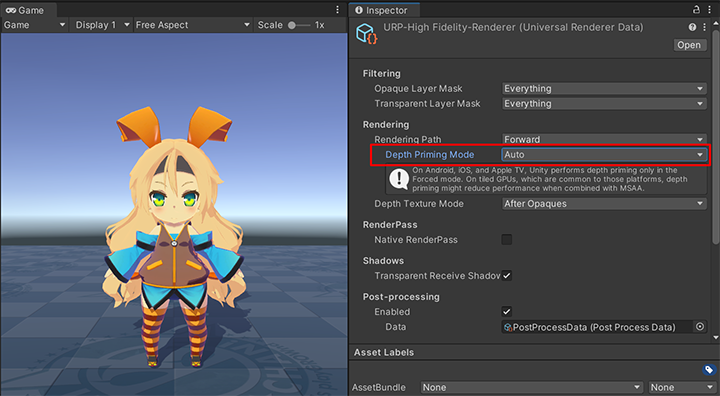 Game
Game
Display 1
Free Aspect
Scale
1x
Inspector
URP-High Fidelity-Renderer (Universal Renderer Data)
Open
Filtering
Opaque Layer Mask
Everything
Transparent Layer Mask
Everything
Rendering
Rendering Path
Forward
Depth Priming Mode
Auto
On Android, iOS, and Apple TV, Unity performs depth priming only in the
Forced mode. On tiled GPUs, which are common to those platforms, depth
priming might reduce performance when combined with MSAA.
Depth Texture Mode
After Opaques
RenderPass
Native RenderPass
Shadows
Transparent Receive Shadow
Post-processing
Enabled
Data
PostProcessData (Post Process Data)
Asset Labels
AssetBundle
None
None